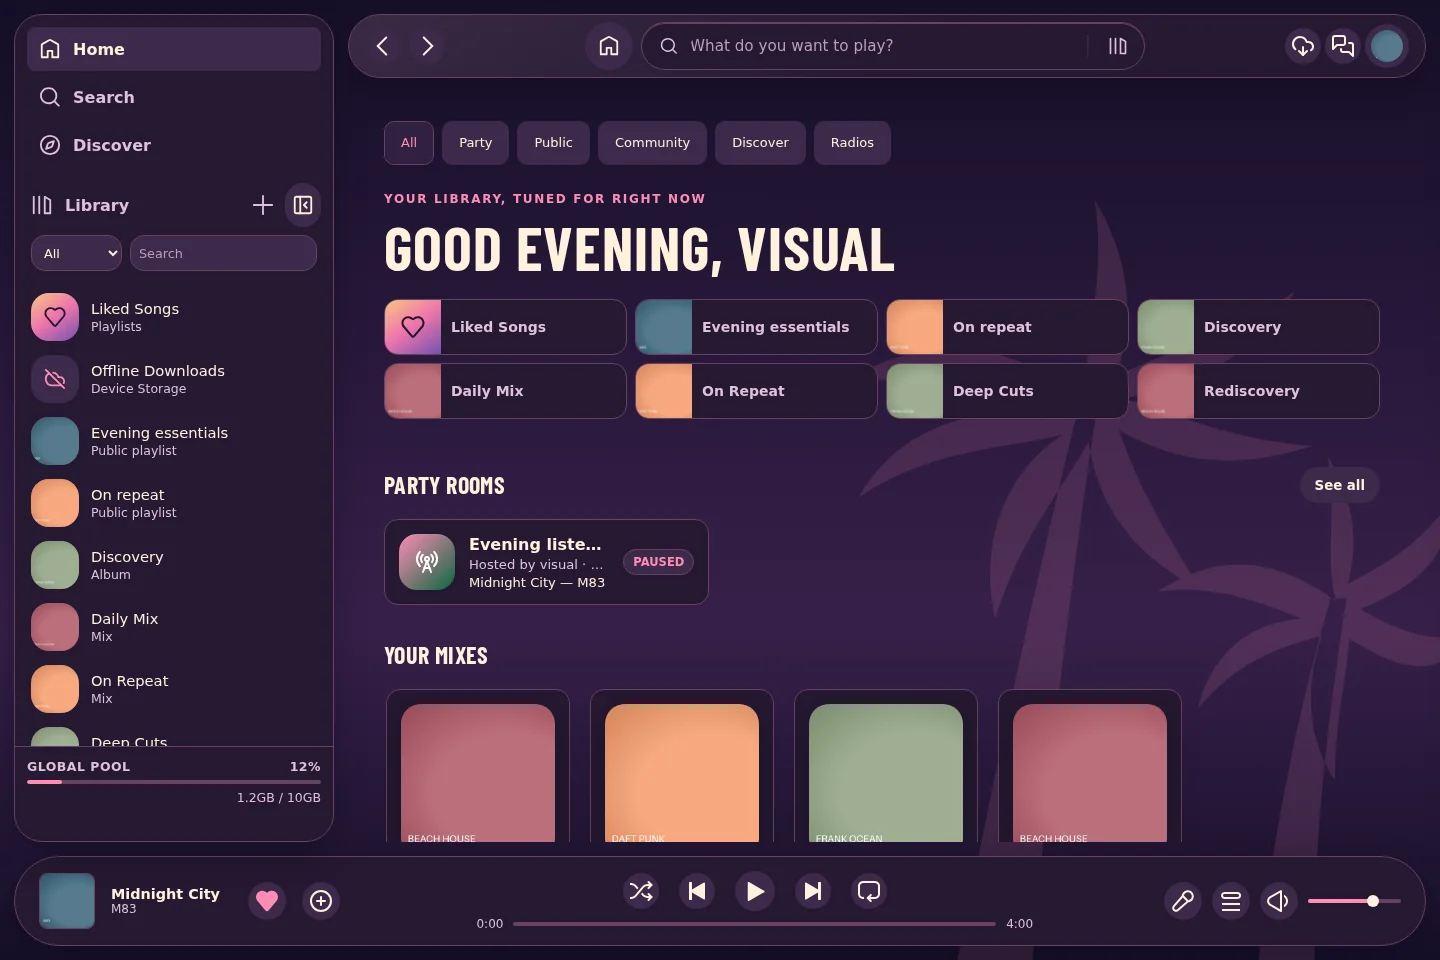 Home
Search
Discover
Library
All
Search
Liked Songs
Playlists
Offline Downloads
Device Storage
Evening essentials
Public playlist
On repeat
Public playlist
Discovery
Album
Daily Mix
Mix
On Repeat
Mix
Deep Cuts
GLOBAL POOL 12%
1.2GB / 10GB
What do you want to play?
All Party Public Community Discover Radios
YOUR LIBRARY, TUNED FOR RIGHT NOW
GOOD EVENING, VISUAL
Liked Songs Evening essentials On repeat Discovery
Daily Mix On Repeat Deep Cuts Rediscovery
PARTY ROOMS
See all
Evening liste...
Hosted by visual · ...
Midnight City — M83
PAUSED
YOUR MIXES
BEACH HOUSE DAFT PUNK FRANK OCEAN BEACH HOUSE
Midnight City
M83
0:00 4:00